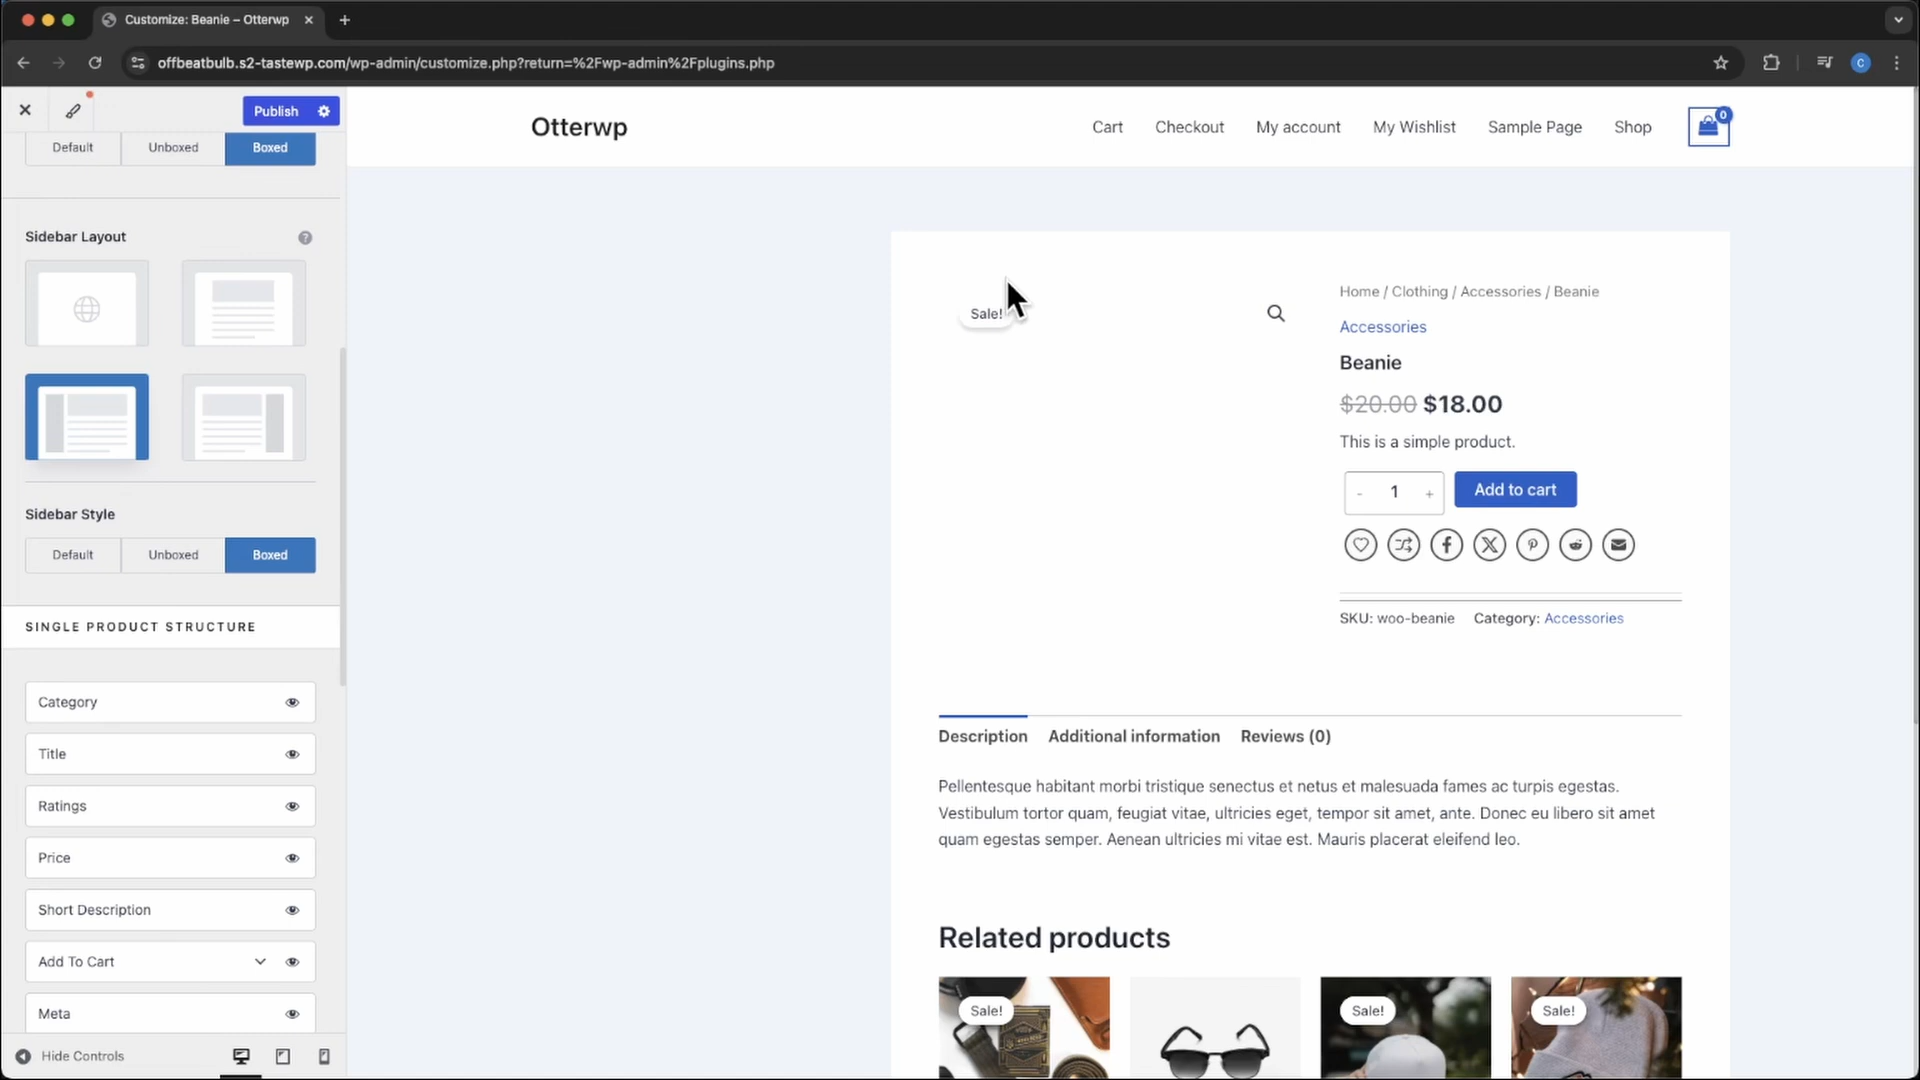 Customize: Beanie – Otterwp
offbeatbulb.s2-tastewp.com/wp-admin/customize.php?return=%2Fwp-admin%2Fplugins.php
C
Publish
Default
Unboxed
Boxed
Sidebar Layout
?
Sidebar Style
Default
Unboxed
Boxed
SINGLE PRODUCT STRUCTURE
Category
Title
Ratings
Price
Short Description
Add To Cart
Meta
Hide Controls
Otterwp
Cart
Checkout
My account
My Wishlist
Sample Page
Shop
0
Sale!
Home / Clothing / Accessories / Beanie
Accessories
Beanie
$20.00 $18.00
This is a simple product.
- 1 +
Add to cart
SKU: woo-beanie Category: Accessories
Description
Additional information
Reviews (0)
Pellentesque habitant morbi tristique senectus et netus et malesuada fames ac turpis egestas.
Vestibulum tortor quam, feugiat vitae, ultricies eget, tempor sit amet, ante. Donec eu libero sit amet
quam egestas semper. Aenean ultricies mi vitae est. Mauris placerat eleifend leo.
Related products
Sale!
Sale!
Sale!